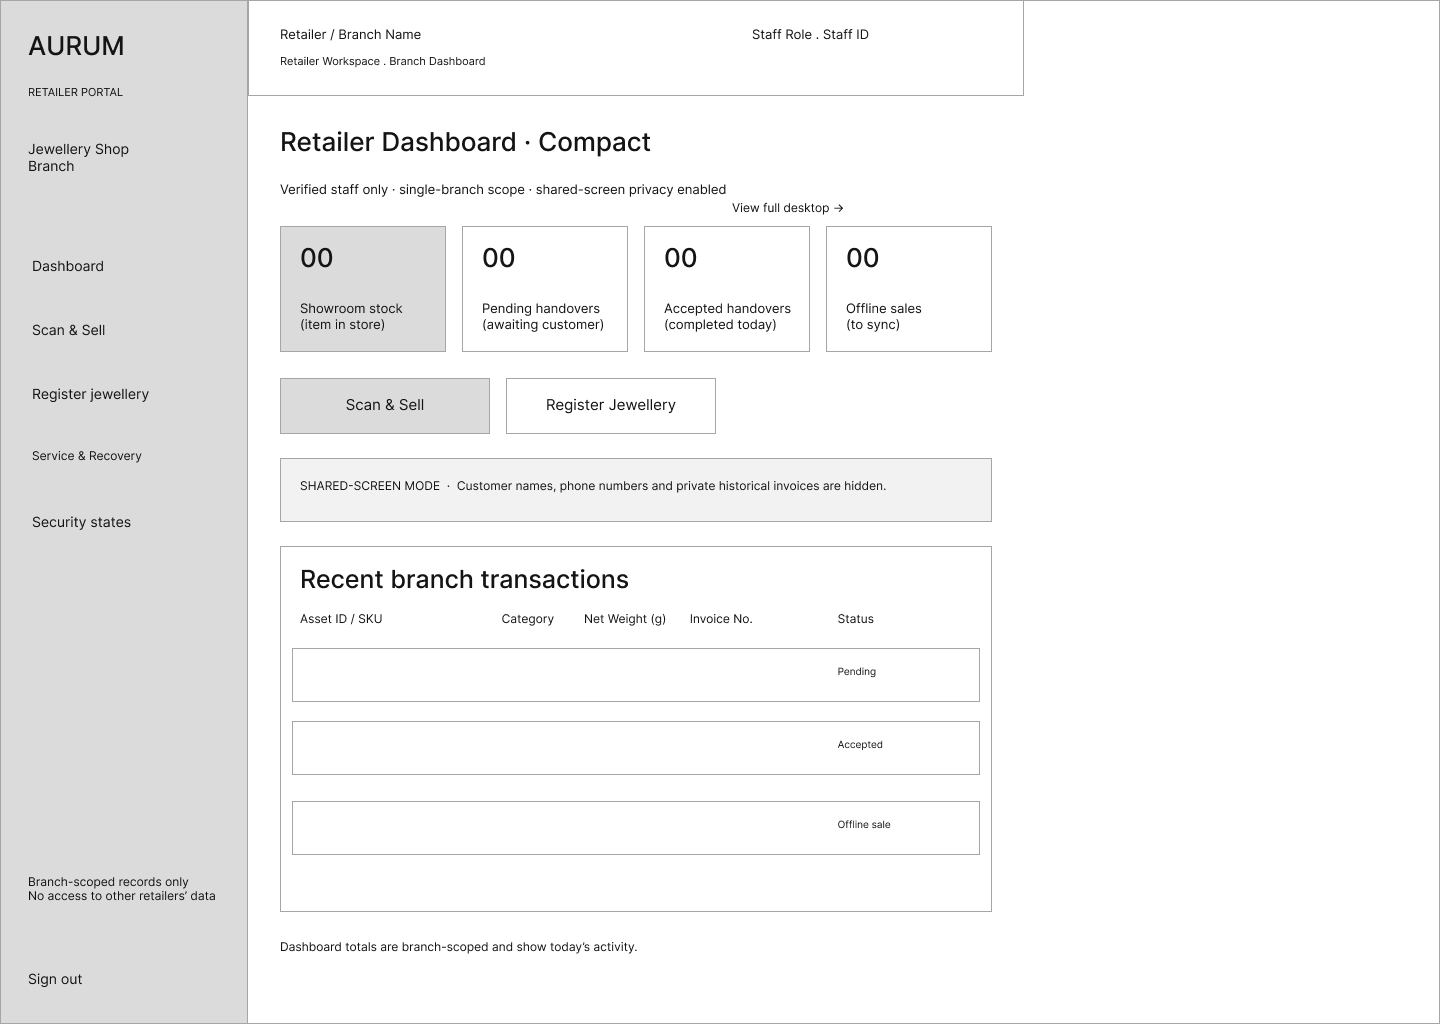 AURUM
RETAILER PORTAL
Jewellery Shop
Branch
Dashboard
Scan & Sell
Register jewellery
Service & Recovery
Security states
Branch-scoped records only
No access to other retailers’ data
Sign out
Retailer / Branch Name
Staff Role . Staff ID
Retailer Workspace . Branch Dashboard
Retailer Dashboard · Compact
Verified staff only · single-branch scope · shared-screen privacy enabled
View full desktop →
00
Showroom stock
(item in store)
00
Pending handovers
(awaiting customer)
00
Accepted handovers
(completed today)
00
Offline sales
(to sync)
Scan & Sell
Register Jewellery
SHARED-SCREEN MODE · Customer names, phone numbers and private historical invoices are hidden.
Recent branch transactions
Asset ID / SKU Category Net Weight (g) Invoice No. Status
Pending
Accepted
Offline sale
Dashboard totals are branch-scoped and show today’s activity.